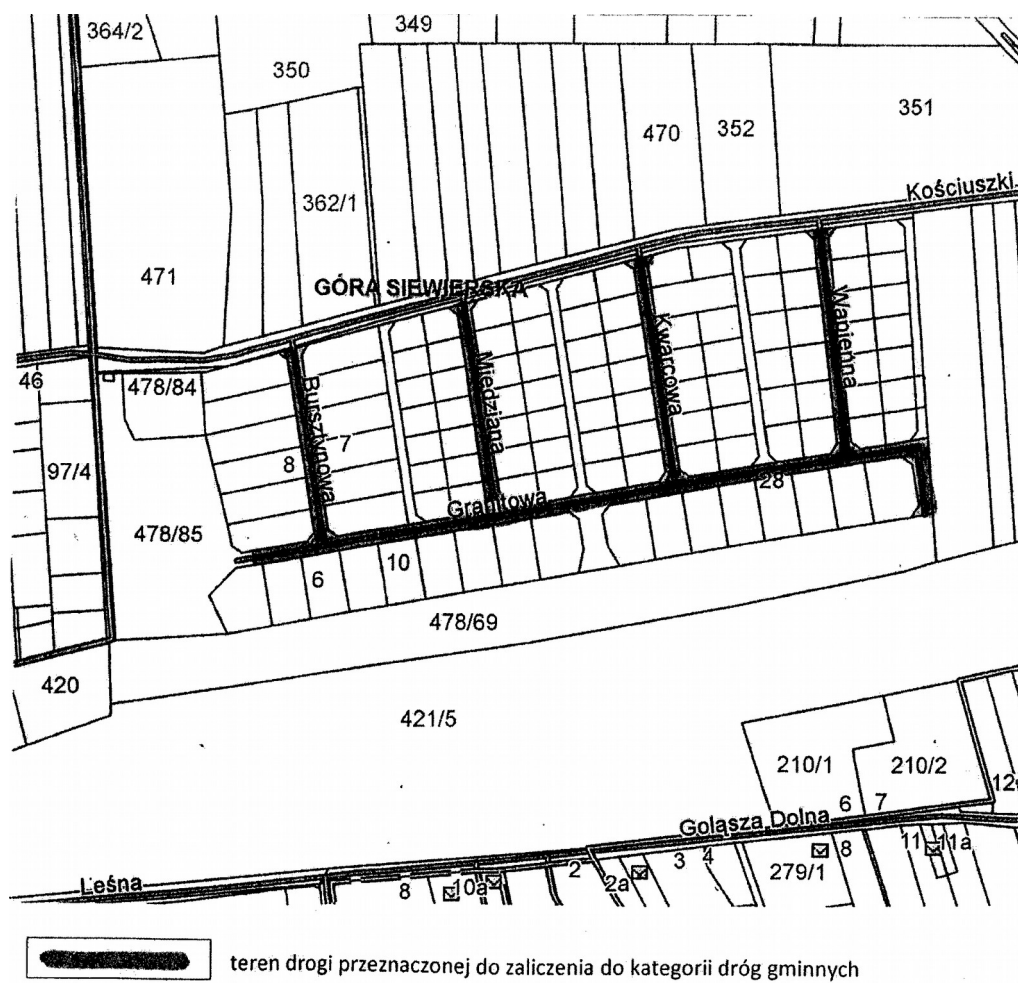 364/2
349
350
470
352
351
362/1
Kościuszki
471
GÓRA SIEWIERSKA
46
478/84
Bursztynowa
Miedziana
Kwarcowa
Wapienna
7
8
97/4
478/85
Granitowa
28
6
10
478/69
420
421/5
210/1
210/2
6
7
Goląsza Dolna
Leśna
8
10a
2
2a
3
4
279/1
8
11
11a
teren drogi przeznaczonej do zaliczenia do kategorii dróg gminnych